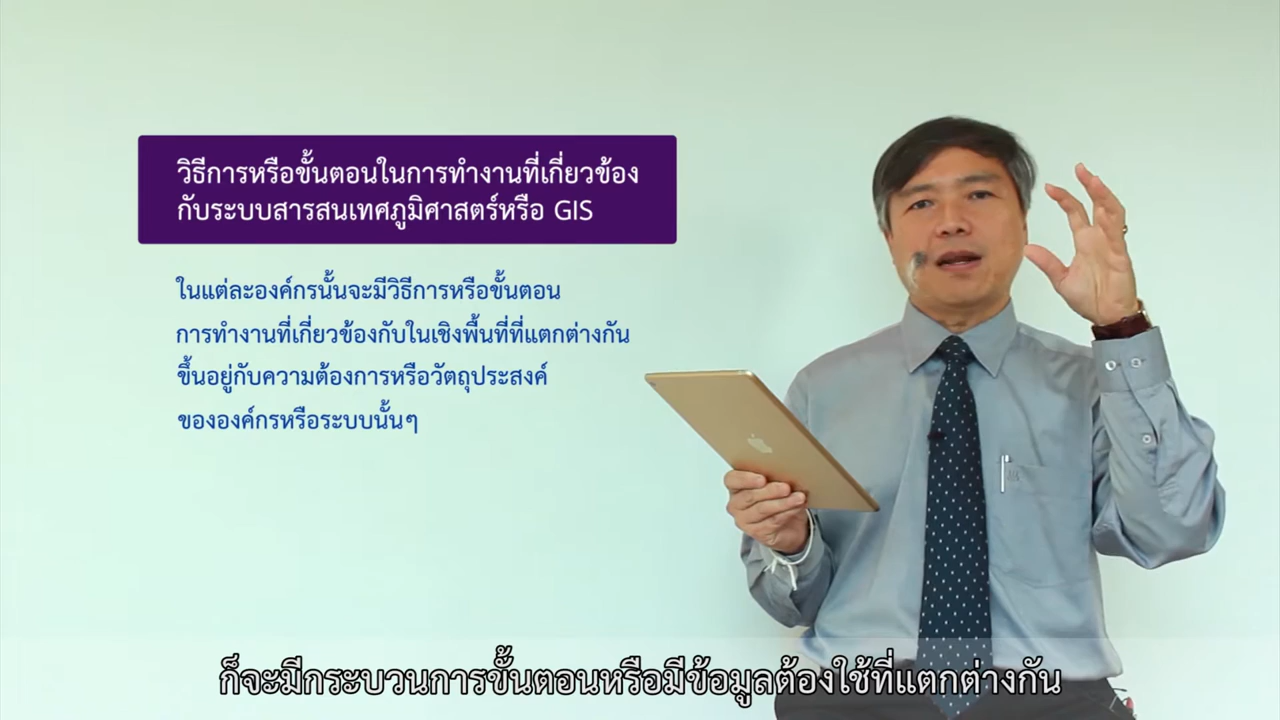 วิธีการหรือขั้นตอนในการทำงานที่เกี่ยวข้อง
กับระบบสารสนเทศภูมิศาสตร์หรือ GIS
ในแต่ละองค์กรนั้นจะมีวิธีการหรือขั้นตอน
การทำงานที่เกี่ยวข้องกับในเชิงพื้นที่ที่แตกต่างกัน
ขึ้นอยู่กับความต้องการหรือวัตถุประสงค์
ขององค์กรหรือระบบนั้นๆ
ก็จะมีกระบวนการขั้นตอนหรือมีข้อมูลต้องใช้ที่แตกต่างกัน